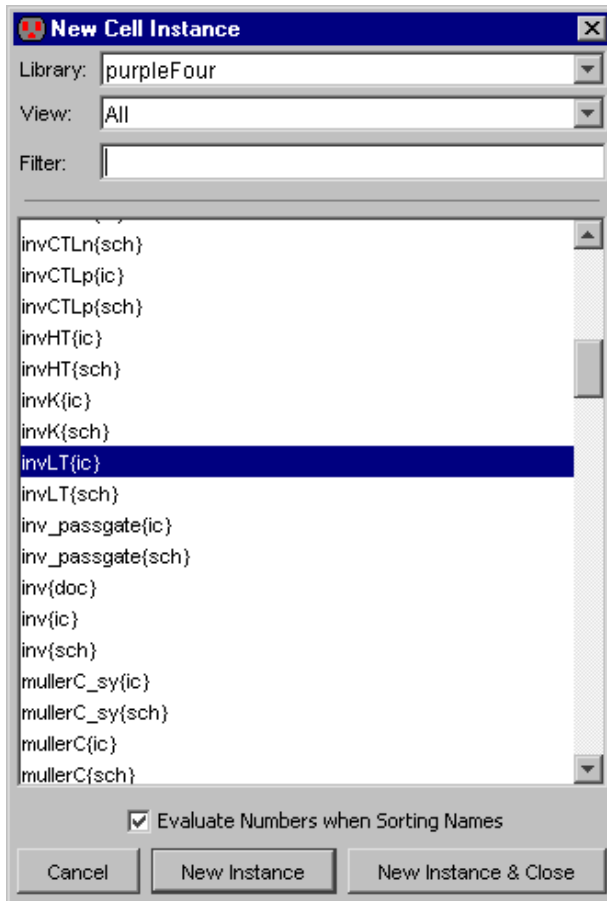 New Cell Instance
Library: purpleFour
View: All
Filter:
invCTLn{sch}
invCTLp{ic}
invCTLp{sch}
invHT{ic}
invHT{sch}
invK{ic}
invK{sch}
invLT{ic}
invLT{sch}
inv_passgate{ic}
inv_passgate{sch}
inv{doc}
inv{ic}
inv{sch}
mullerC_sy{ic}
mullerC_sy{sch}
mullerC{ic}
mullerC{sch}
Evaluate Numbers when Sorting Names
Cancel New Instance New Instance & Close